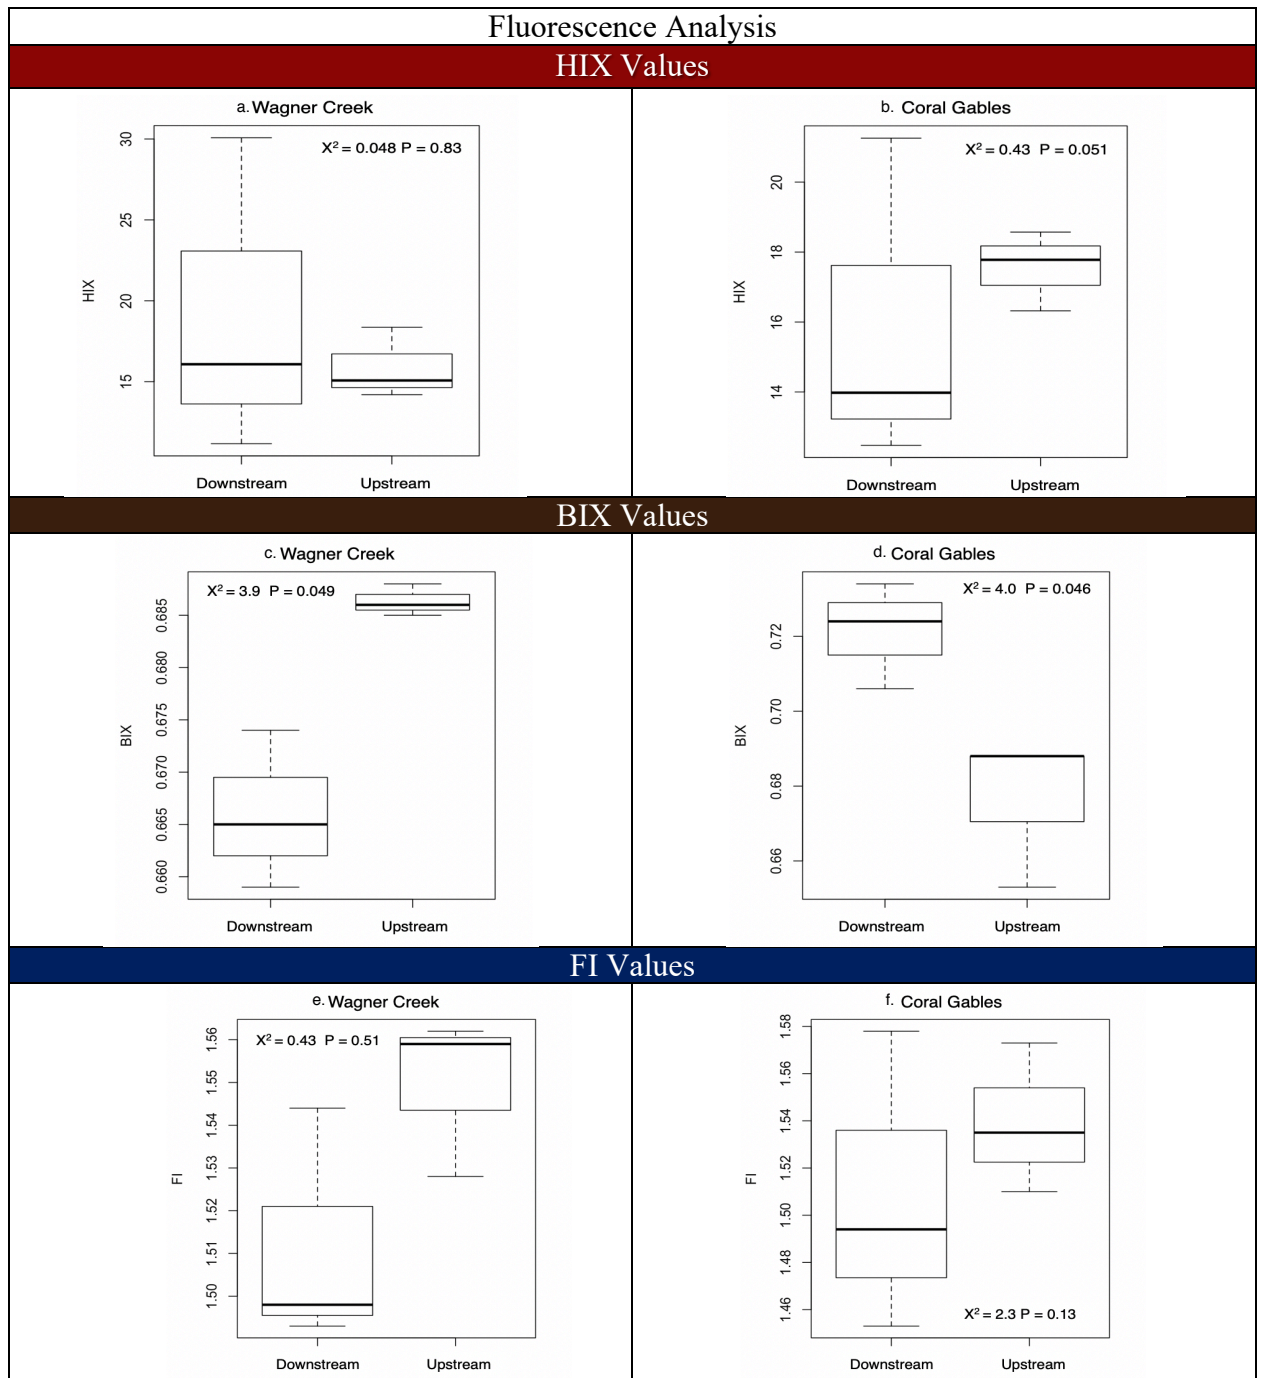 Fluorescence Analysis
HIX Values
a. Wagner Creek
X² = 0.048 P = 0.83
30
25
20
15
HIX
Downstream
Upstream
b. Coral Gables
X² = 0.43 P = 0.051
20
18
16
14
HIX
Downstream
Upstream
BIX Values
c. Wagner Creek
X² = 3.9 P = 0.049
0.685
0.680
0.675
0.670
0.665
0.660
BIX
Downstream
Upstream
d. Coral Gables
X² = 4.0 P = 0.046
0.72
0.70
0.68
0.66
BIX
Downstream
Upstream
FI Values
e. Wagner Creek
X² = 0.43 P = 0.51
1.56
1.55
1.54
1.53
1.52
1.51
1.50
FI
Downstream
Upstream
f. Coral Gables
1.58
1.56
1.54
1.52
1.50
1.48
1.46
FI
X² = 2.3 P = 0.13
Downstream
Upstream